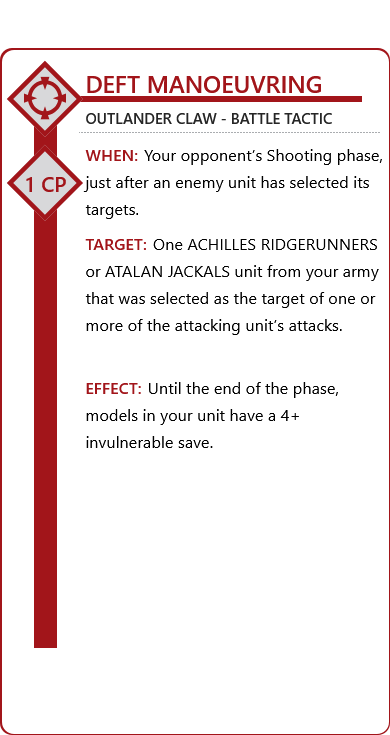 DEFT MANOEUVRING
OUTLANDER CLAW - BATTLE TACTIC
1 CP
WHEN: Your opponent's Shooting phase,
just after an enemy unit has selected its
targets.
TARGET: One ACHILLES RIDGERUNNERS
or ATALAN JACKALS unit from your army
that was selected as the target of one or
more of the attacking unit's attacks.
EFFECT: Until the end of the phase,
models in your unit have a 4+
invulnerable save.